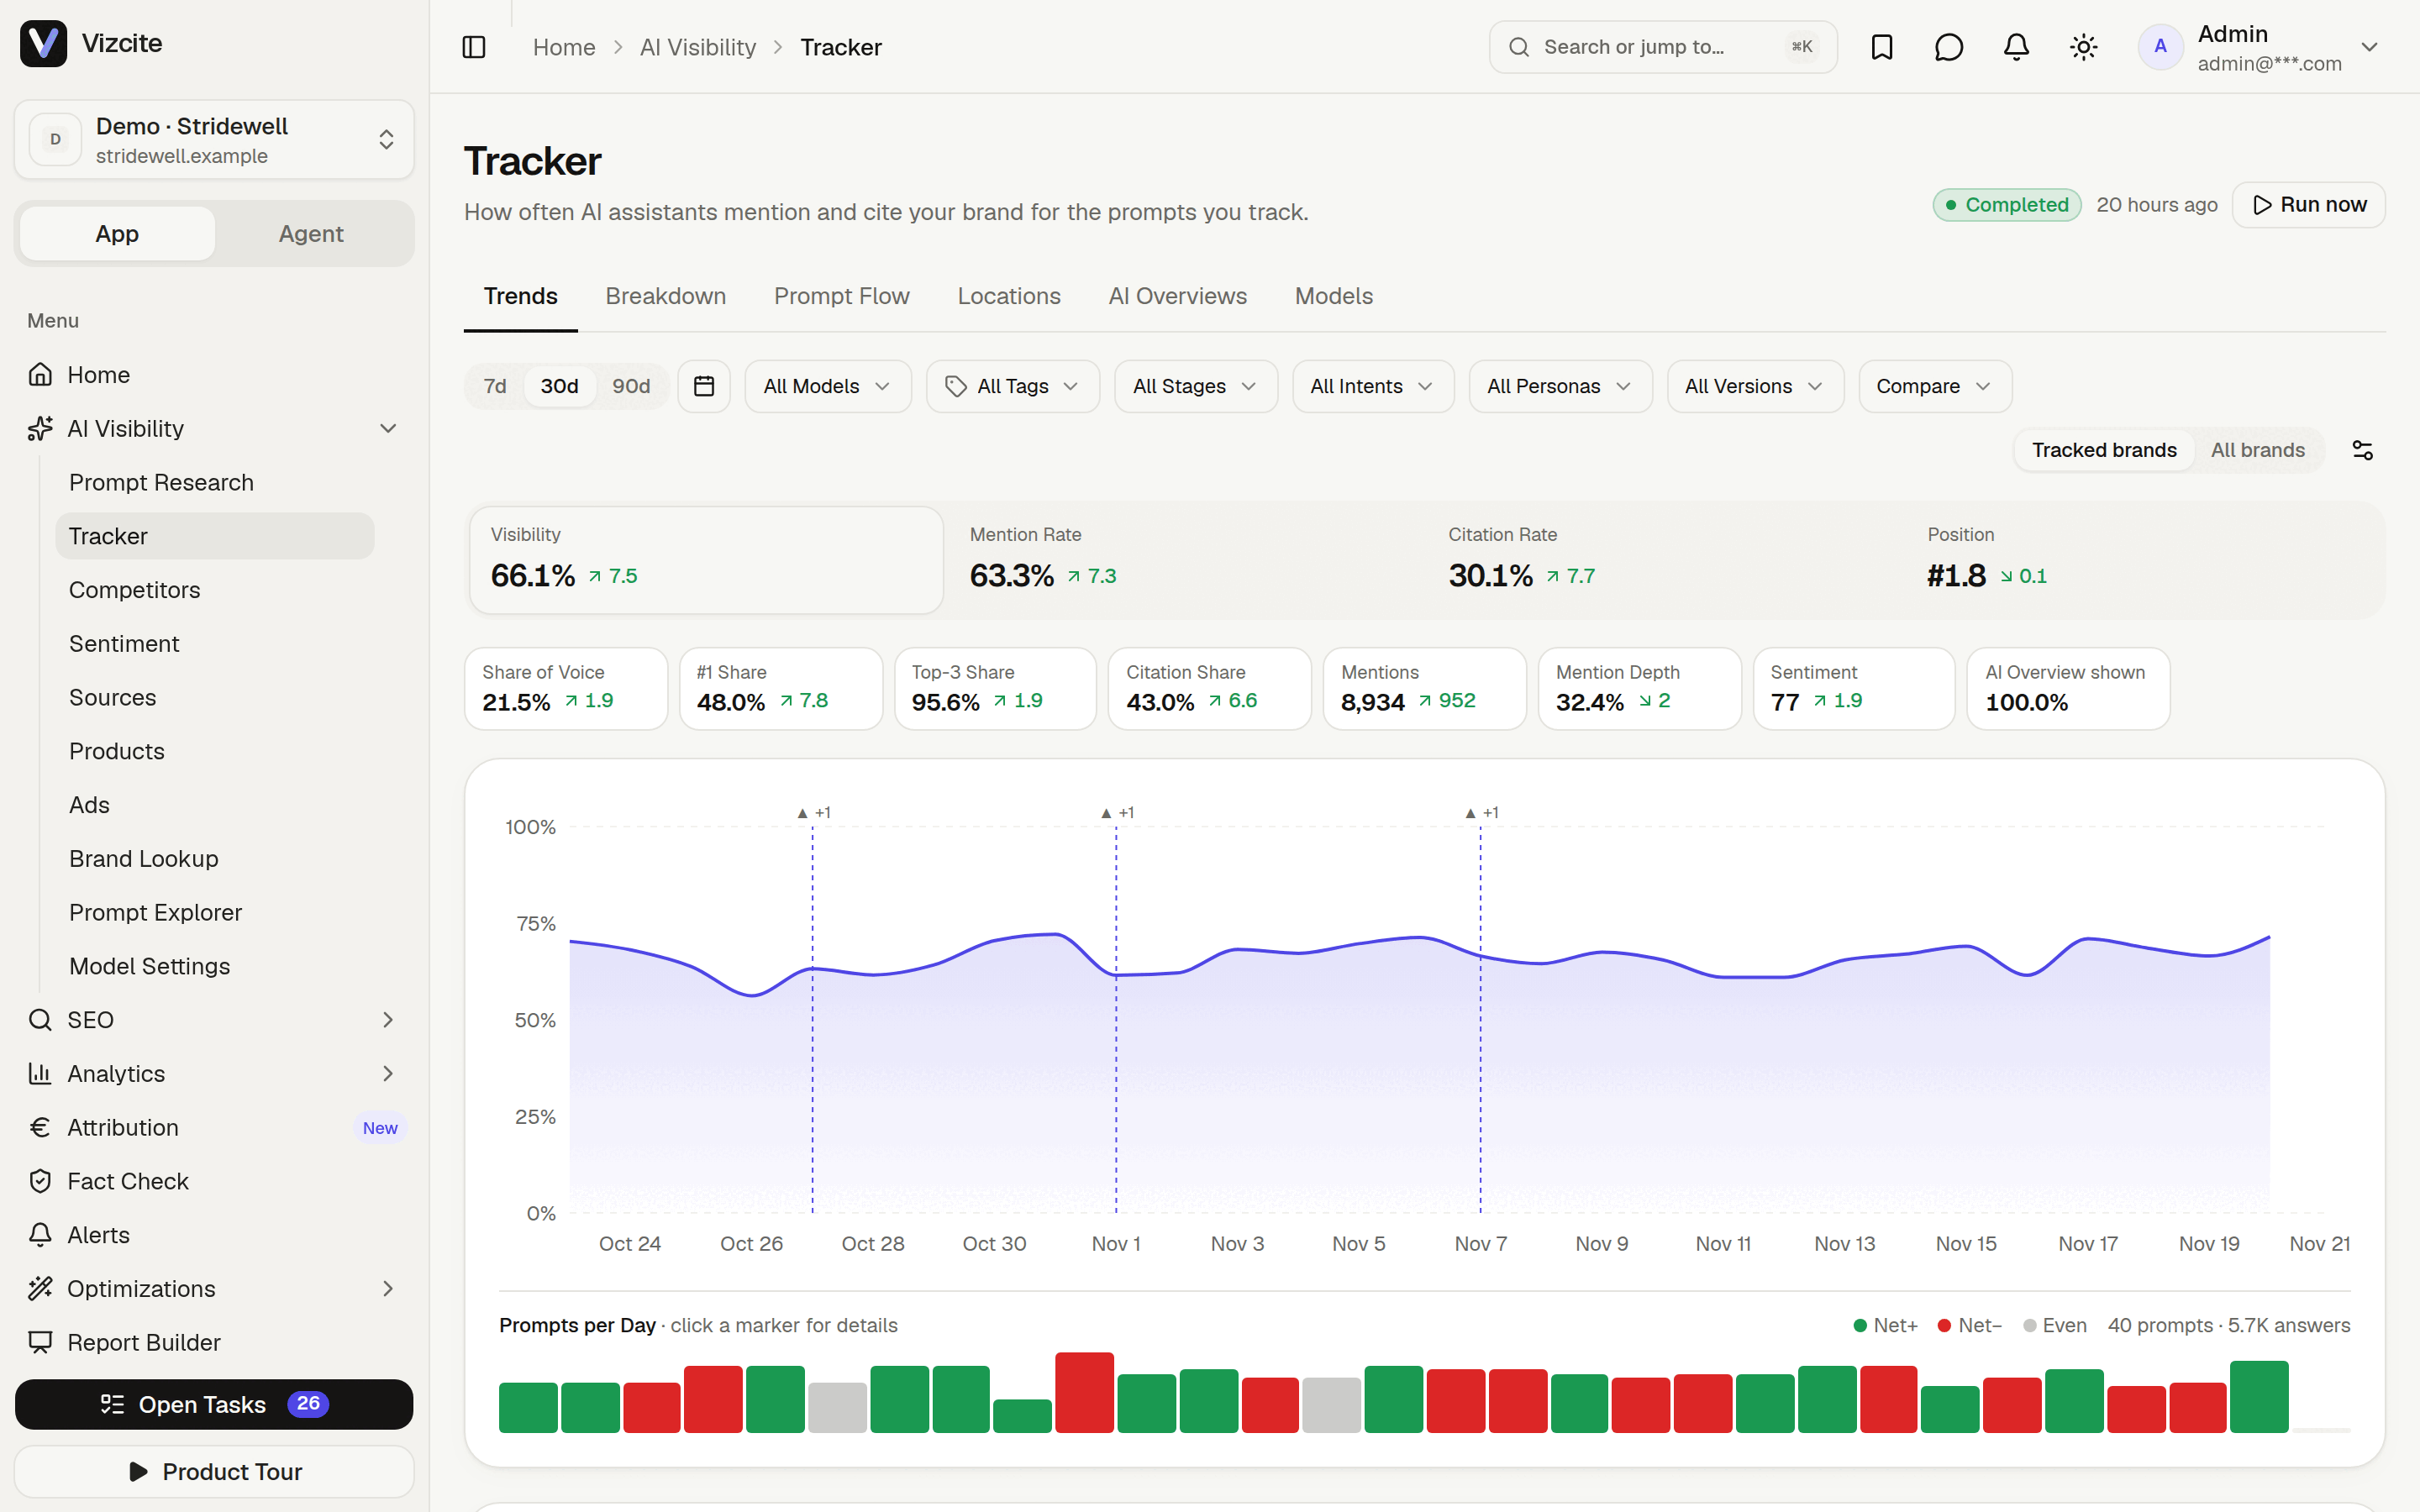 Vizcite
Demo · Stridewell
stridewell.example
D
App
Agent
Menu
Home
AI Visibility
Prompt Research
Tracker
Competitors
Sentiment
Sources
Products
Ads
Brand Lookup
Prompt Explorer
Model Settings
SEO
Analytics
Attribution New
Fact Check
Alerts
Optimizations
Report Builder
Open Tasks 26
Product Tour
Home > AI Visibility > Tracker
Search or jump to... ⌘K
A
Admin
admin@***.com
Tracker
How often AI assistants mention and cite your brand for the prompts you track.
Completed 20 hours ago Run now
Trends Breakdown Prompt Flow Locations AI Overviews Models
7d 30d 90d All Models All Tags All Stages All Intents All Personas All Versions Compare
Tracked brands All brands
Visibility Mention Rate Citation Rate Position
66.1% ↗ 7.5 63.3% ↗ 7.3 30.1% ↗ 7.7 #1.8 ↘ 0.1
Share of Voice #1 Share Top-3 Share Citation Share Mentions Mention Depth Sentiment AI Overview shown
21.5% ↗ 1.9 48.0% ↗ 7.8 95.6% ↗ 1.9 43.0% ↗ 6.6 8,934 ↗ 952 32.4% ↘ 2 77 ↗ 1.9 100.0%
▲ +1 ▲ +1 ▲ +1
100%
75%
50%
25%
0%
Oct 24 Oct 26 Oct 28 Oct 30 Nov 1 Nov 3 Nov 5 Nov 7 Nov 9 Nov 11 Nov 13 Nov 15 Nov 17 Nov 19 Nov 21
Prompts per Day · click a marker for details Net+ Net− Even 40 prompts · 5.7K answers